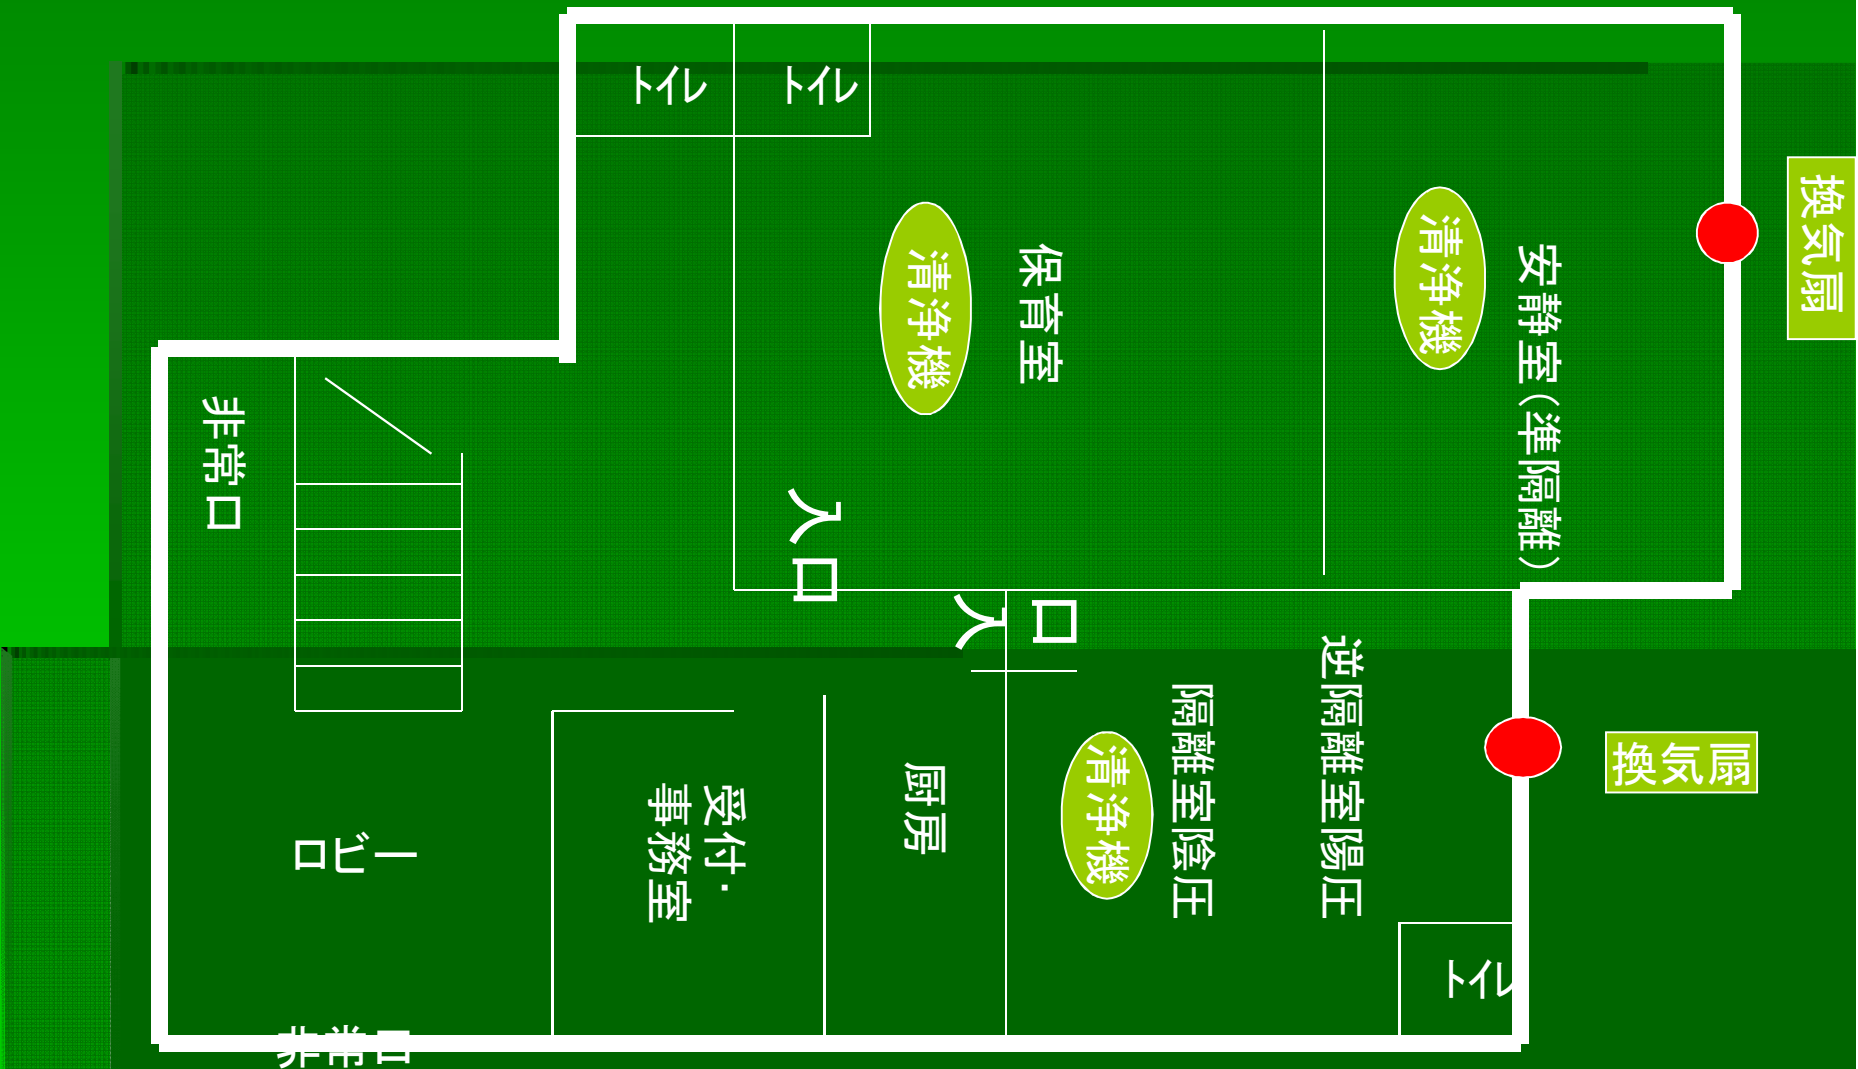 トイレ
トイレ
換気扇
清浄機
保育室
清浄機
安静室(準隔離)
非常口
入口
入口
逆隔離室陽圧
隔離室陰圧
清浄機
換気扇
厨房
受付・
事務室
ロビー
トイレ
非常口